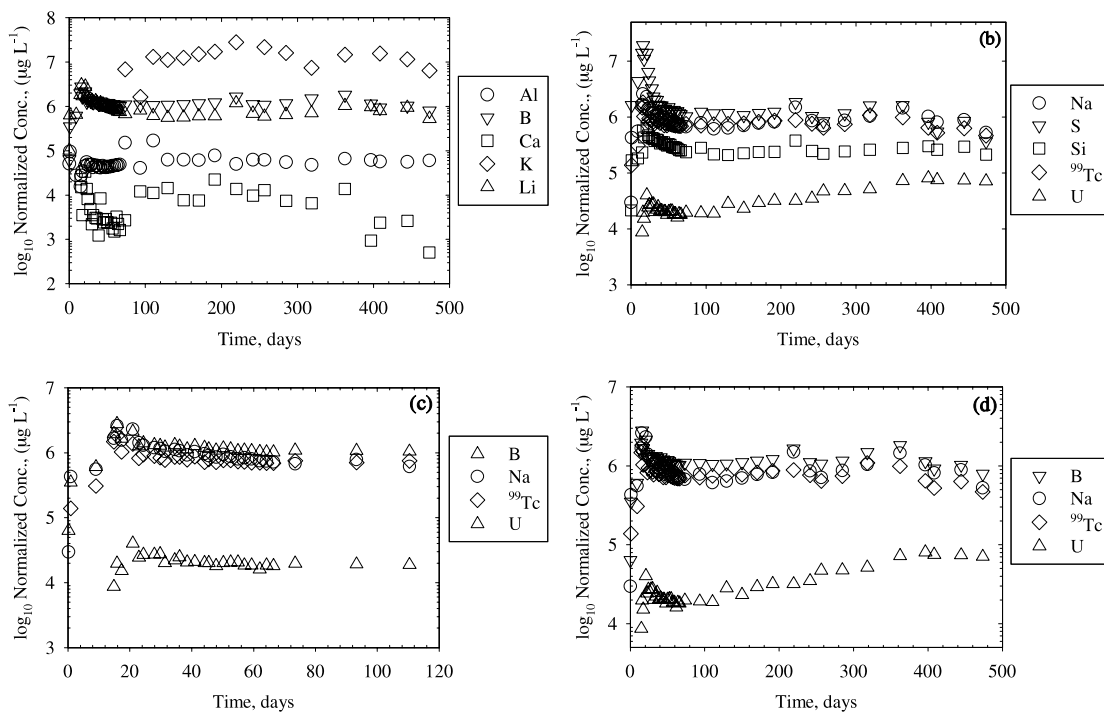 log₁₀ Normalized Conc., (μg L⁻¹)
8
7
6
5
4
3
2
0 100 200 300 400 500
Time, days
Al
B
Ca
K
Li
(b)
log₁₀ Normalized Conc., (μg L⁻¹)
7
6
5
4
3
0 100 200 300 400 500
Time, days
Na
S
Si
⁹⁹Tc
U
(c)
log₁₀ Normalized Conc., (μg L⁻¹)
7
6
5
4
3
0 20 40 60 80 100 120
Time, days
B
Na
⁹⁹Tc
U
(d)
log₁₀ Normalized Conc., (μg L⁻¹)
7
6
5
4
0 100 200 300 400 500
Time, days
B
Na
⁹⁹Tc
U